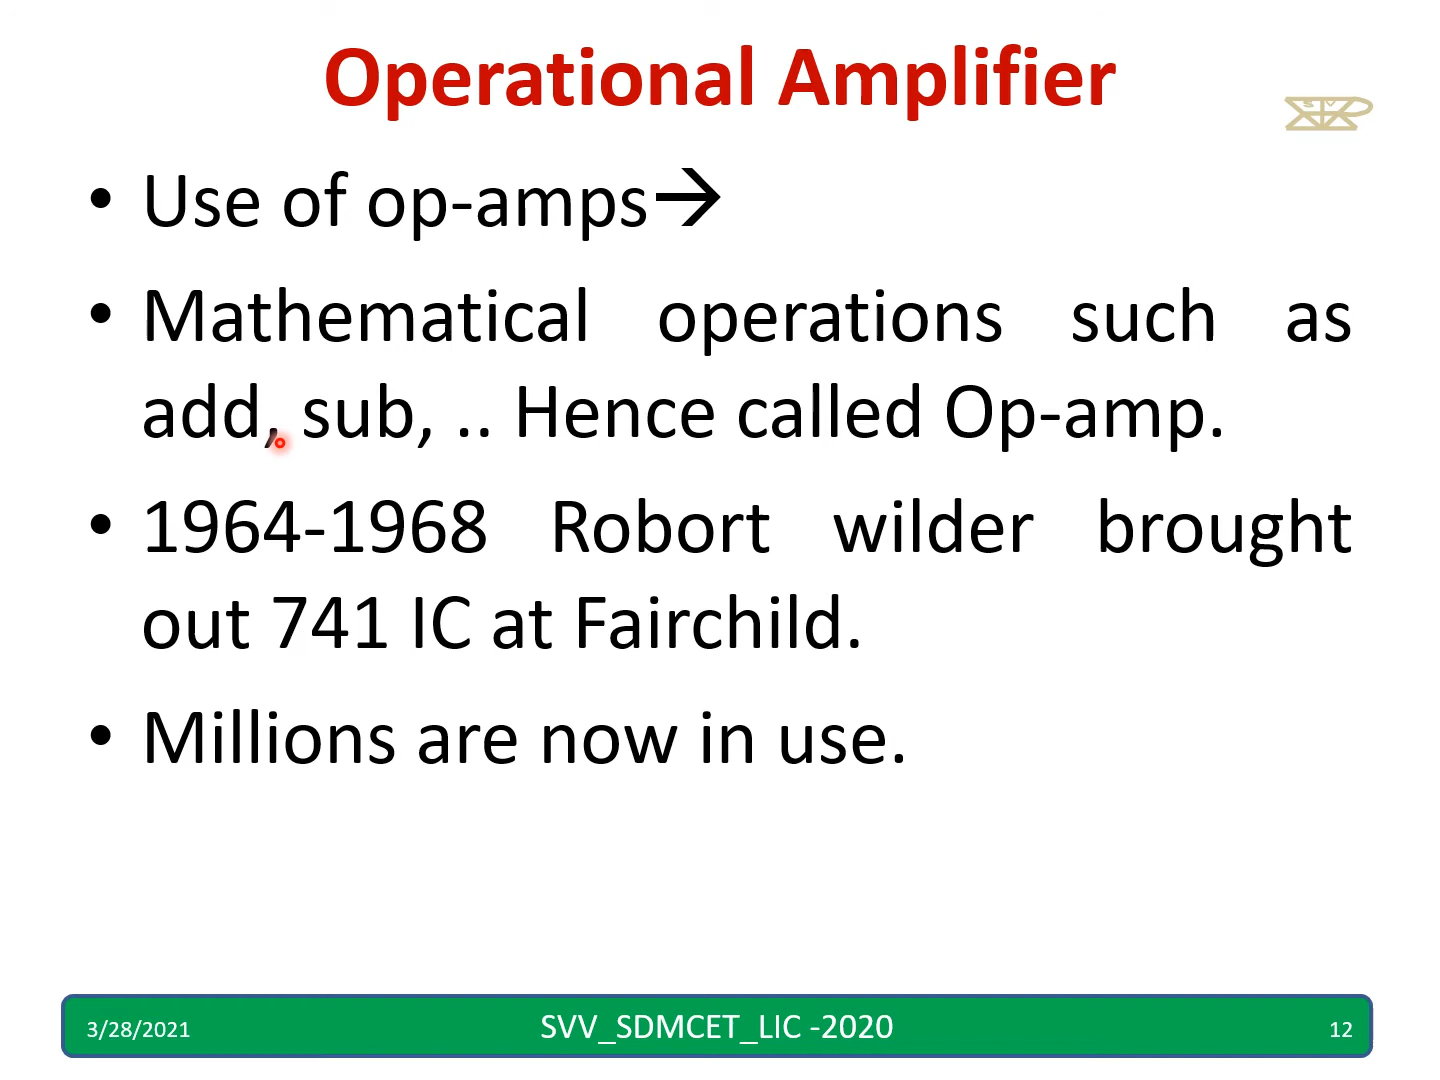 Operational Amplifier
• Use of op-amps→
• Mathematical operations such as
add, sub, .. Hence called Op-amp.
• 1964-1968 Robort wilder brought
out 741 IC at Fairchild.
• Millions are now in use.
3/28/2021 SVV_SDMCET_LIC -2020 12